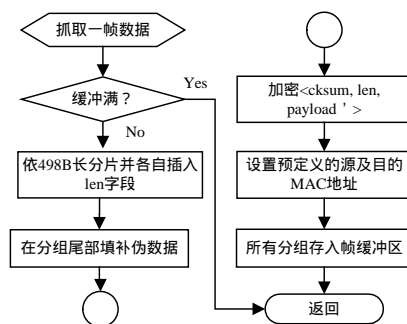 抓取一帧数据
缓冲满？
Yes
No
依498B长分片并各自插入
len字段
在分组尾部填补伪数据
加密<cksum, len,
payload ’ >
设置预定义的源及目的
MAC地址
所有分组存入帧缓冲区
返回